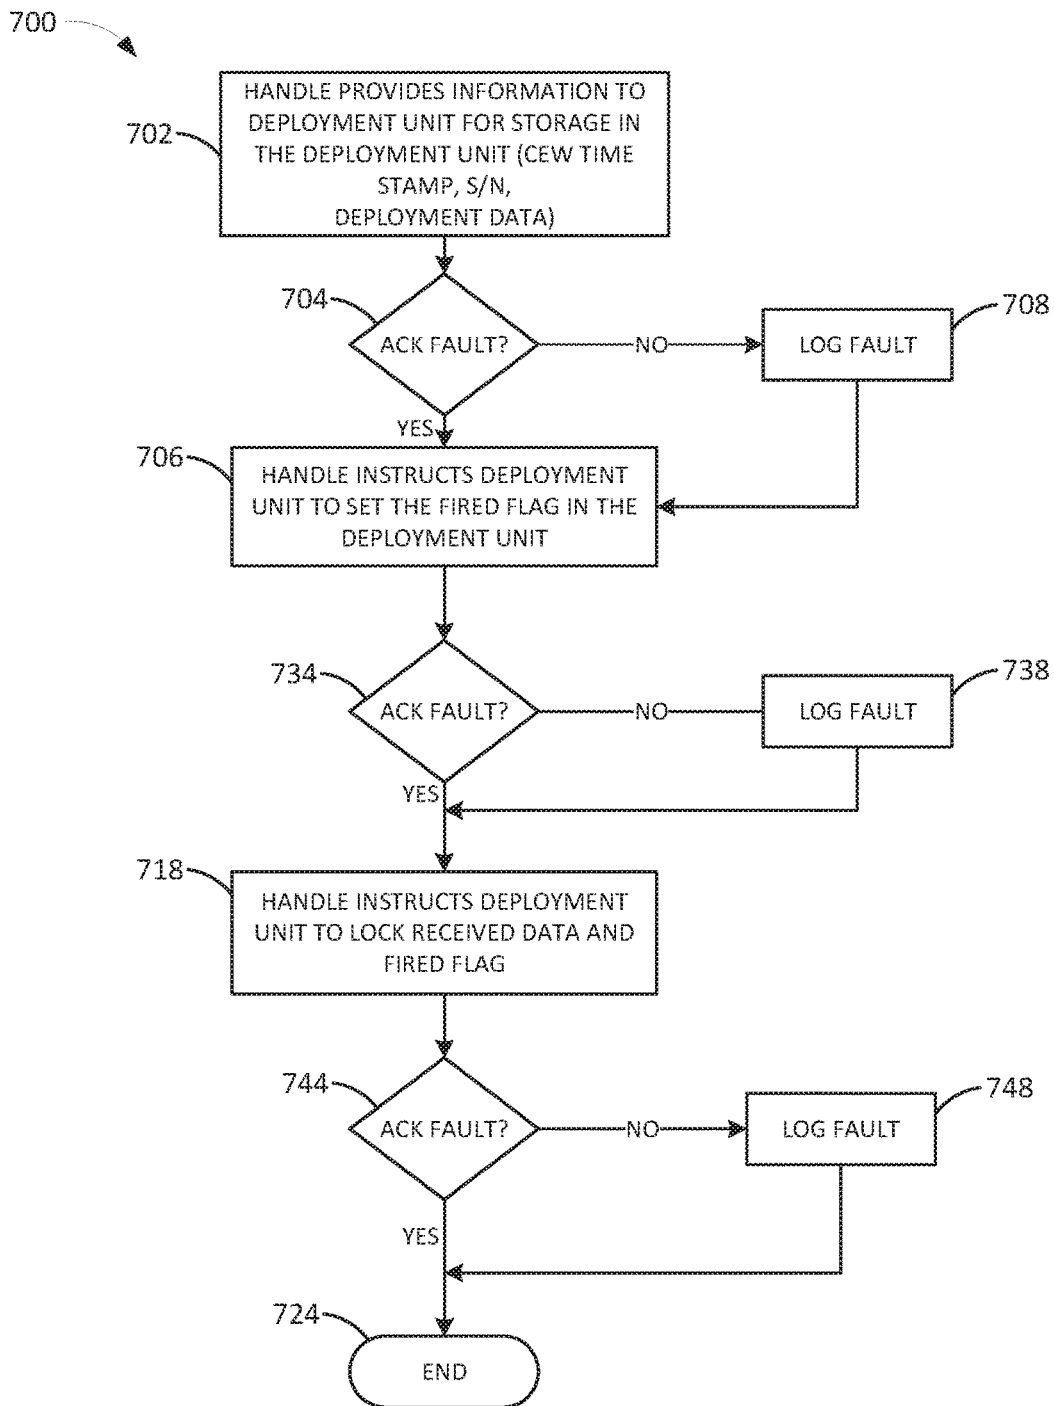 700
HANDLE PROVIDES INFORMATION TO
DEPLOYMENT UNIT FOR STORAGE IN
THE DEPLOYMENT UNIT (CEW TIME
STAMP, S/N,
DEPLOYMENT DATA)
702
704
ACK FAULT?
NO
LOG FAULT
708
YES
706
HANDLE INSTRUCTS DEPLOYMENT
UNIT TO SET THE FIRED FLAG IN THE
DEPLOYMENT UNIT
734
ACK FAULT?
NO
LOG FAULT
738
YES
718
HANDLE INSTRUCTS DEPLOYMENT
UNIT TO LOCK RECEIVED DATA AND
FIRED FLAG
744
ACK FAULT?
NO
LOG FAULT
748
YES
724
END